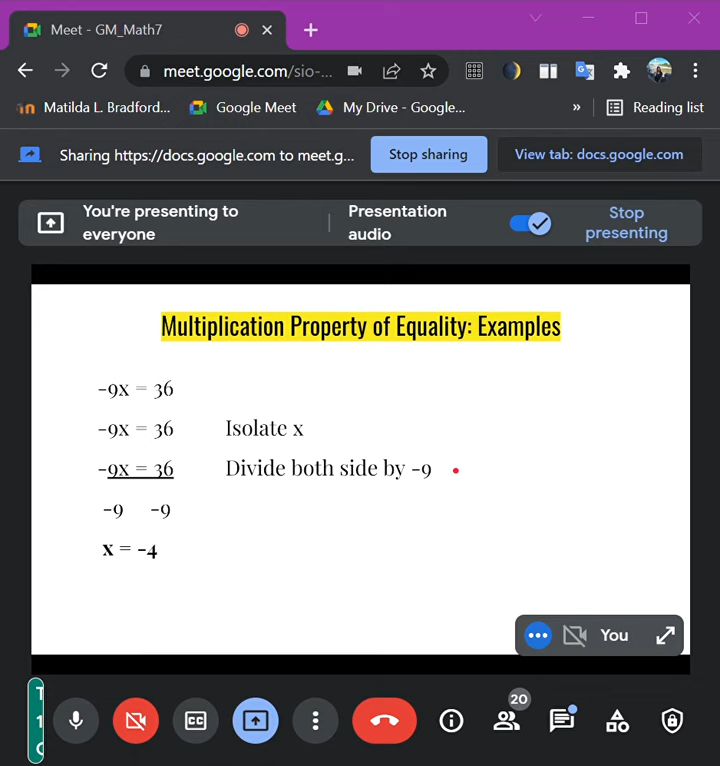 Meet - GM_Math7
meet.google.com/sio-...
Matilda L. Bradford... Google Meet My Drive - Google... » Reading list
Sharing https://docs.google.com to meet.g... Stop sharing View tab: docs.google.com
You're presenting to everyone
Presentation audio
Stop presenting
Multiplication Property of Equality: Examples
-9x = 36
-9x = 36 Isolate x
-9x = 36 Divide both side by -9
-9 -9
x = -4
You
20
CC